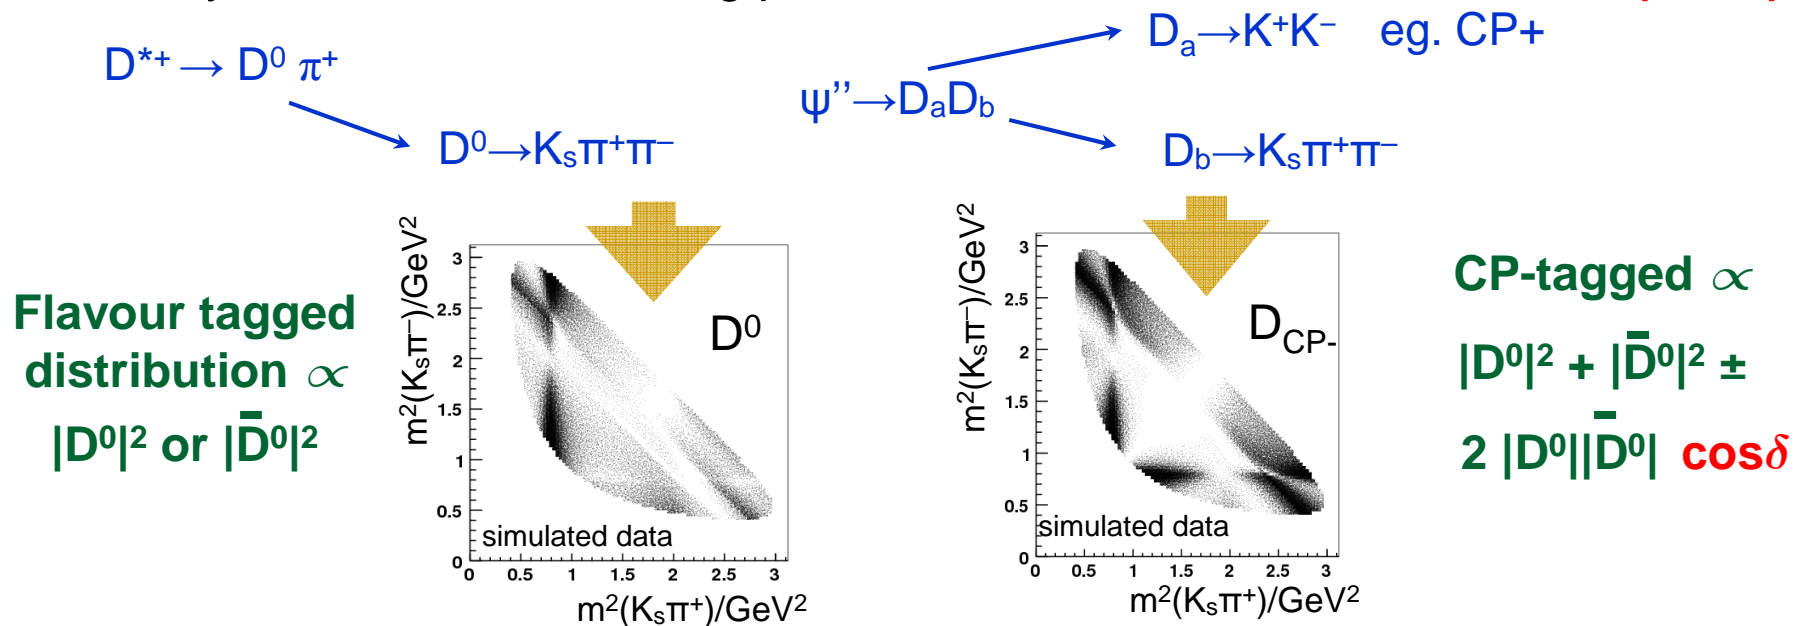 D*+ → D⁰ π⁺
D⁰→Kₛπ⁺π⁻
ψ’’→DₐD_b
Dₐ→K⁺K⁻ eg. CP+
D_b→Kₛπ⁺π⁻
Flavour tagged
distribution ∝
|D⁰|² or |D̄⁰|²
m²(Kₛπ⁻)/GeV²
3
2.5
2
1.5
1
0.5
0
D⁰
simulated data
0 0.5 1 1.5 2 2.5 3
m²(Kₛπ⁺)/GeV²
m²(Kₛπ⁻)/GeV²
3
2.5
2
1.5
1
0.5
0
D_CP-
simulated data
0 0.5 1 1.5 2 2.5 3
m²(Kₛπ⁺)/GeV²
CP-tagged ∝
|D⁰|² + |D̄⁰|² ±
2 |D⁰||D̄⁰| cosδ